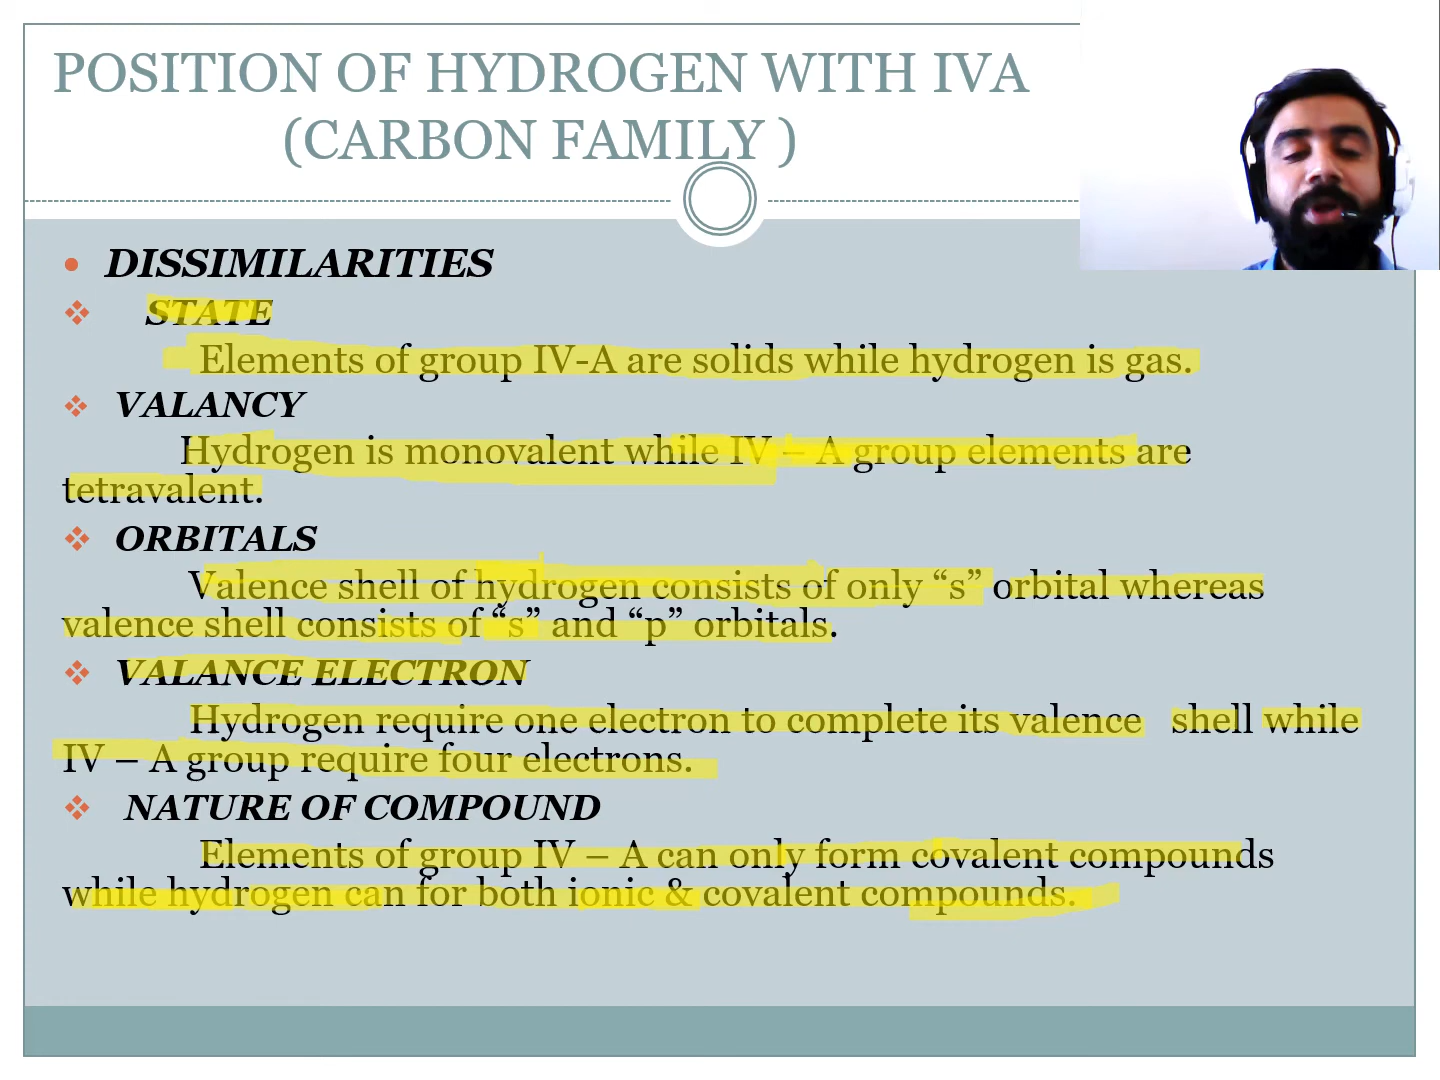 POSITION OF HYDROGEN WITH IVA
(CARBON FAMILY )
DISSIMILARITIES
STATE
Elements of group IV-A are solids while hydrogen is gas.
VALANCY
Hydrogen is monovalent while IV – A group elements are
tetravalent.
ORBITALS
Valence shell of hydrogen consists of only “s” orbital whereas
valence shell consists of “s” and “p” orbitals.
VALANCE ELECTRON
Hydrogen require one electron to complete its valence shell while
IV – A group require four electrons.
NATURE OF COMPOUND
Elements of group IV – A can only form covalent compounds
while hydrogen can for both ionic & covalent compounds.